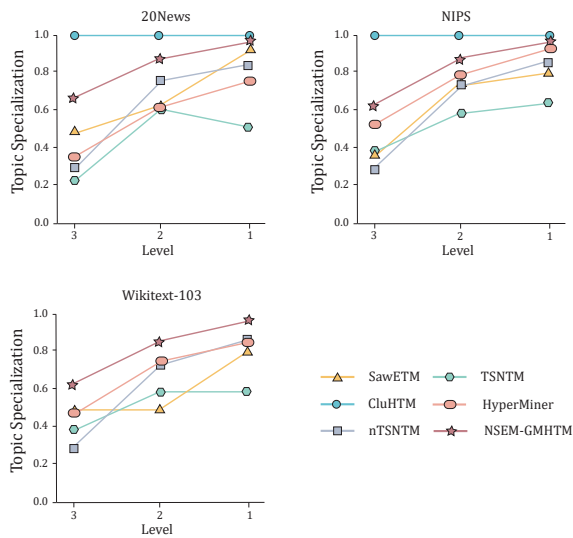 20News
Topic Specialization
1.0
0.8
0.6
0.4
0.2
0.0
3 2 1
Level
NIPS
Topic Specialization
1.0
0.8
0.6
0.4
0.2
0.0
3 2 1
Level
Wikitext-103
Topic Specialization
1.0
0.8
0.6
0.4
0.2
0.0
3 2 1
Level
SawETM TSNTM
CluHTM HyperMiner
nTSNTM NSEM-GMHTM